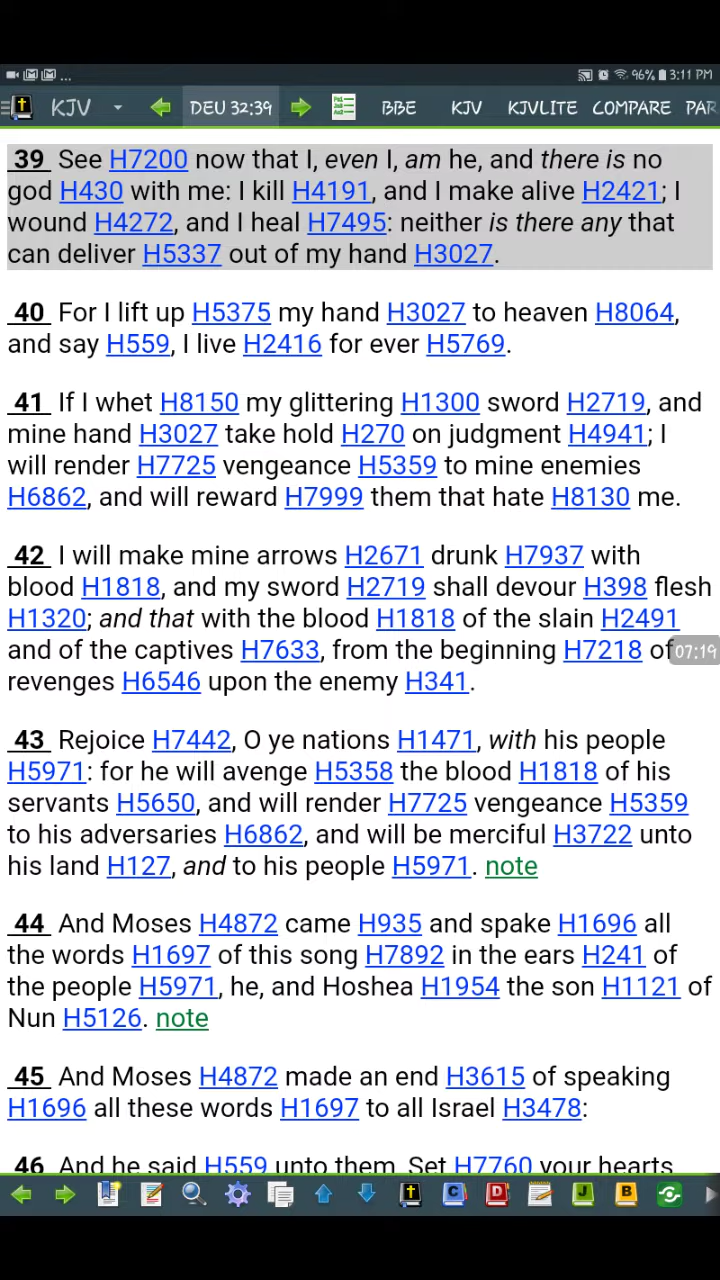 ... 96% 3:11 PM
KJV DEU 32:39 BBE KJV KJVLITE COMPARE PAR
39 See H7200 now that I, even I, am he, and there is no
god H430 with me: I kill H4191, and I make alive H2421; I
wound H4272, and I heal H7495: neither is there any that
can deliver H5337 out of my hand H3027.
40 For I lift up H5375 my hand H3027 to heaven H8064,
and say H559, I live H2416 for ever H5769.
41 If I whet H8150 my glittering H1300 sword H2719, and
mine hand H3027 take hold H270 on judgment H4941; I
will render H7725 vengeance H5359 to mine enemies
H6862, and will reward H7999 them that hate H8130 me.
42 I will make mine arrows H2671 drunk H7937 with
blood H1818, and my sword H2719 shall devour H398 flesh
H1320; and that with the blood H1818 of the slain H2491
and of the captives H7633, from the beginning H7218 of 07:19
revenges H6546 upon the enemy H341.
43 Rejoice H7442, O ye nations H1471, with his people
H5971: for he will avenge H5358 the blood H1818 of his
servants H5650, and will render H7725 vengeance H5359
to his adversaries H6862, and will be merciful H3722 unto
his land H127, and to his people H5971. note
44 And Moses H4872 came H935 and spake H1696 all
the words H1697 of this song H7892 in the ears H241 of
the people H5971, he, and Hoshea H1954 the son H1121 of
Nun H5126. note
45 And Moses H4872 made an end H3615 of speaking
H1696 all these words H1697 to all Israel H3478:
46 And he said H559 unto them, Set H7760 your hearts
C D J B